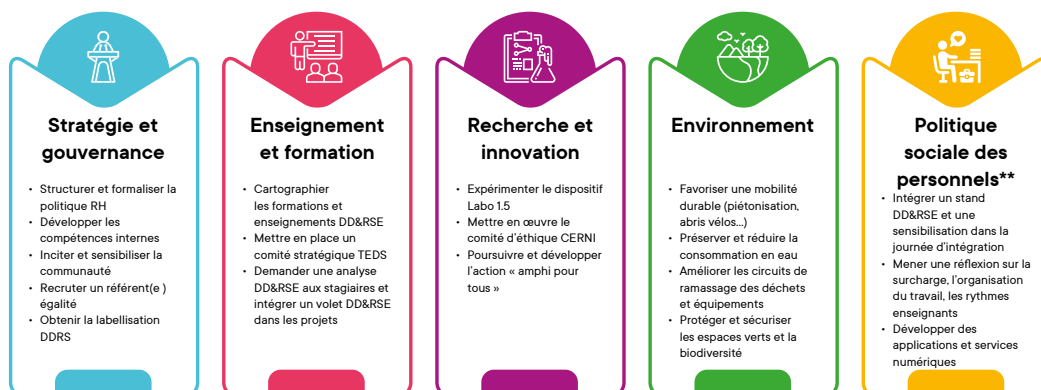 Stratégie et
gouvernance
• Structurer et formaliser la
politique RH
• Développer les
compétences internes
• Inciter et sensibiliser la
communauté
• Recruter un référent(e )
égalité
• Obtenir la labellisation
DDRS
Enseignement
et formation
• Cartographier
les formations et
enseignements DD&RSE
• Mettre en place un
comité stratégique TEDS
• Demander une analyse
DD&RSE aux stagiaires et
intégrer un volet DD&RSE
dans les projets
Recherche et
innovation
• Expérimenter le dispositif
Labo 1.5
• Mettre en œuvre le
comité d’éthique CERNI
• Poursuivre et développer
l’action « amphi pour
tous »
Environnement
• Favoriser une mobilité
durable (piétonisation,
abris vélos...)
• Préserver et réduire la
consommation en eau
• Améliorer les circuits de
ramassage des déchets
et équipements
• Protéger et sécuriser
les espaces verts et la
biodiversité
Politique
sociale des
personnels**
• Intégrer un stand
DD&RSE et une
sensibilisation dans la
journée d’intégration
• Mener une réflexion sur la
surcharge, l’organisation
du travail, les rythmes
enseignants
• Développer des
applications et services
numériques